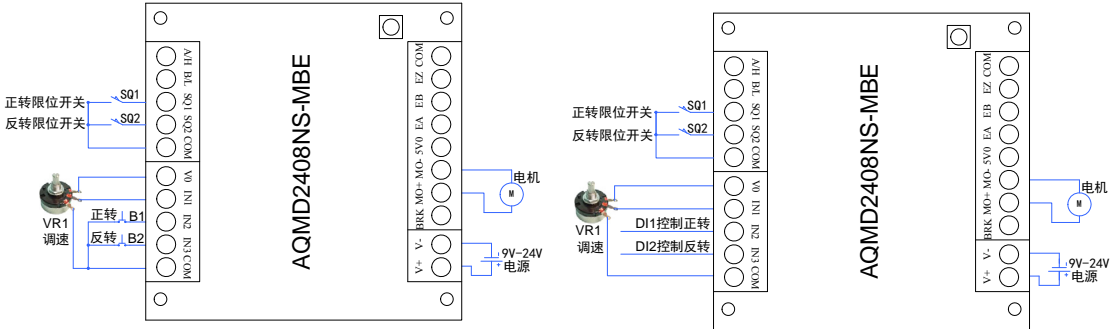 AQMD2408NS-MBE
A/H
B/L
SQ1
SQ2
COM
V0
IN1
IN2
IN3
COM
COM
EZ
EB
EA
5V0
MO-
MO+
BRK
V-
V+
正转限位开关
SQ1
反转限位开关
SQ2
VR1
调速
正转
B1
反转
B2
电机
M
9V-24V
电源
AQMD2408NS-MBE
A/H
B/L
SQ1
SQ2
COM
V0
IN1
IN2
IN3
COM
COM
EZ
EB
EA
5V0
MO-
MO+
BRK
V-
V+
正转限位开关
SQ1
反转限位开关
SQ2
VR1
调速
DI1控制正转
DI2控制反转
电机
M
9V-24V
电源